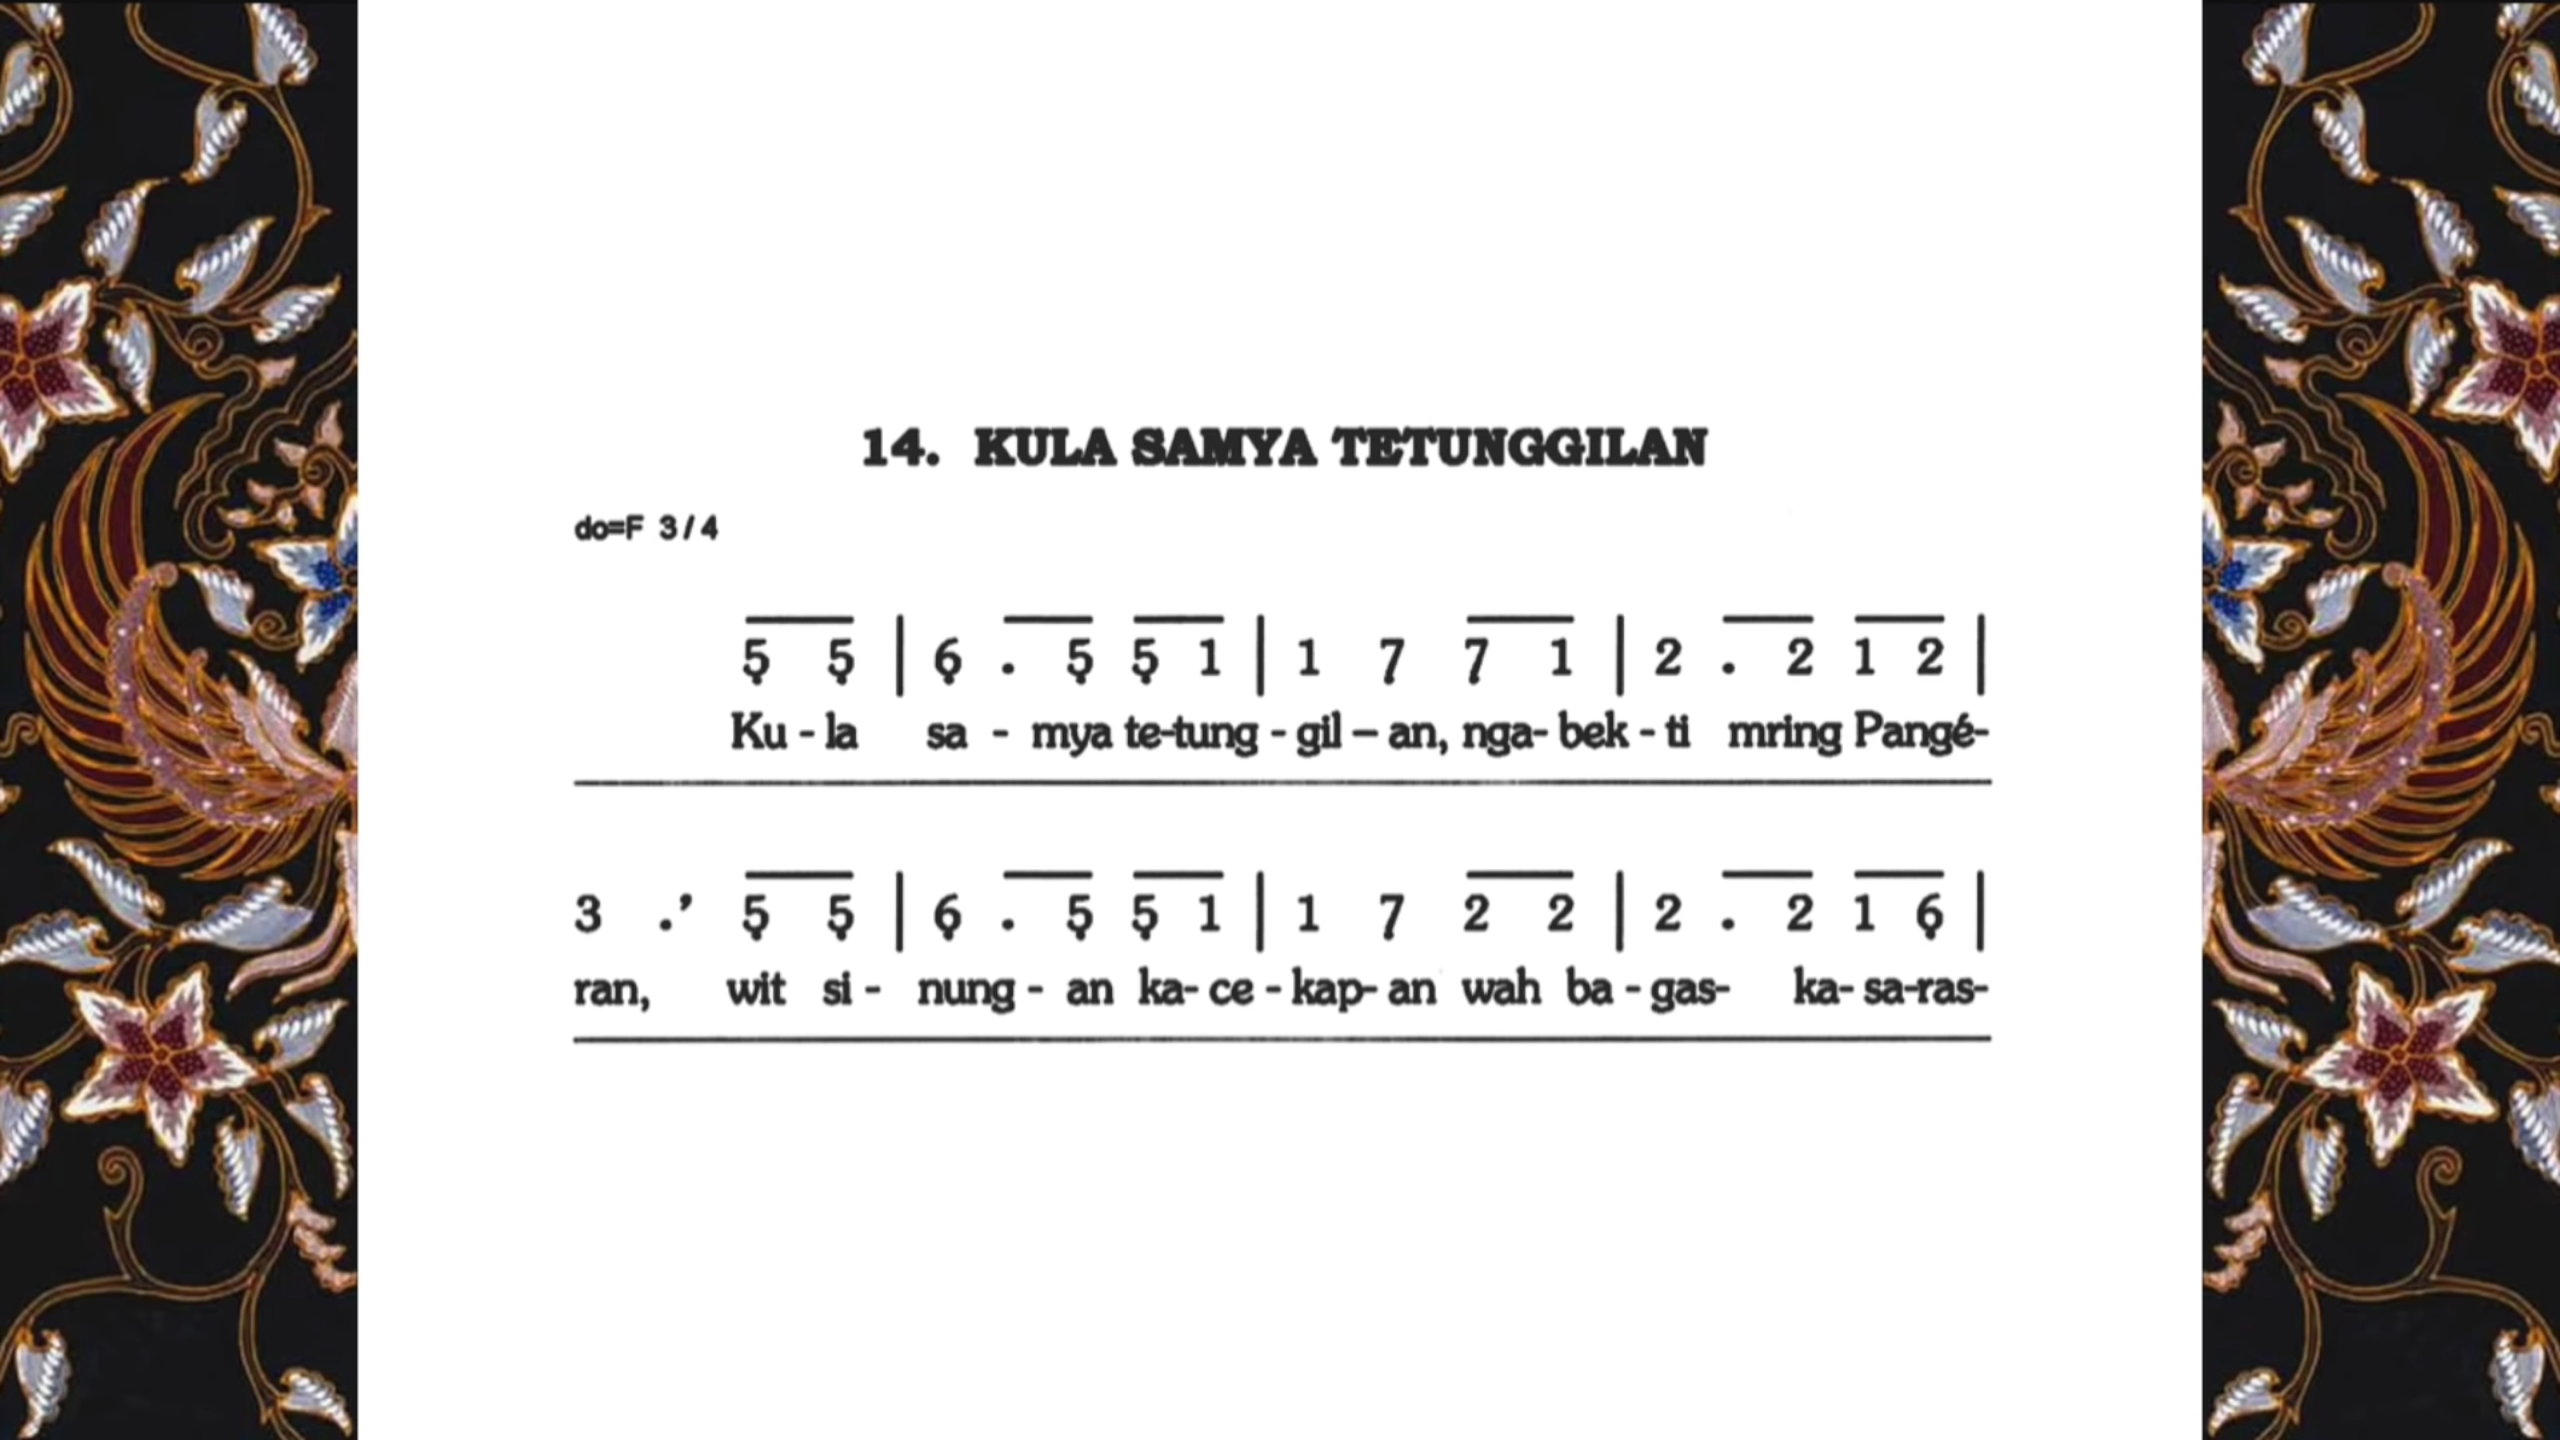 14. KULA SAMYA TETUNGGILAN
do=F 3 / 4
5̣ 5̣ | 6̣ . 5̣ 5̣ 1 | 1 7̣ 7̣ 1 | 2 . 2 1 2 |
Ku - la sa - mya te-tung - gil – an, nga- bek - ti mring Pangé-
3 .’ 5̣ 5̣ | 6̣ . 5̣ 5̣ 1 | 1 7̣ 2 2 | 2 . 2 1 6̣ |
ran, wit si - nung - an ka- ce - kap- an wah ba - gas- ka- sa-ras-